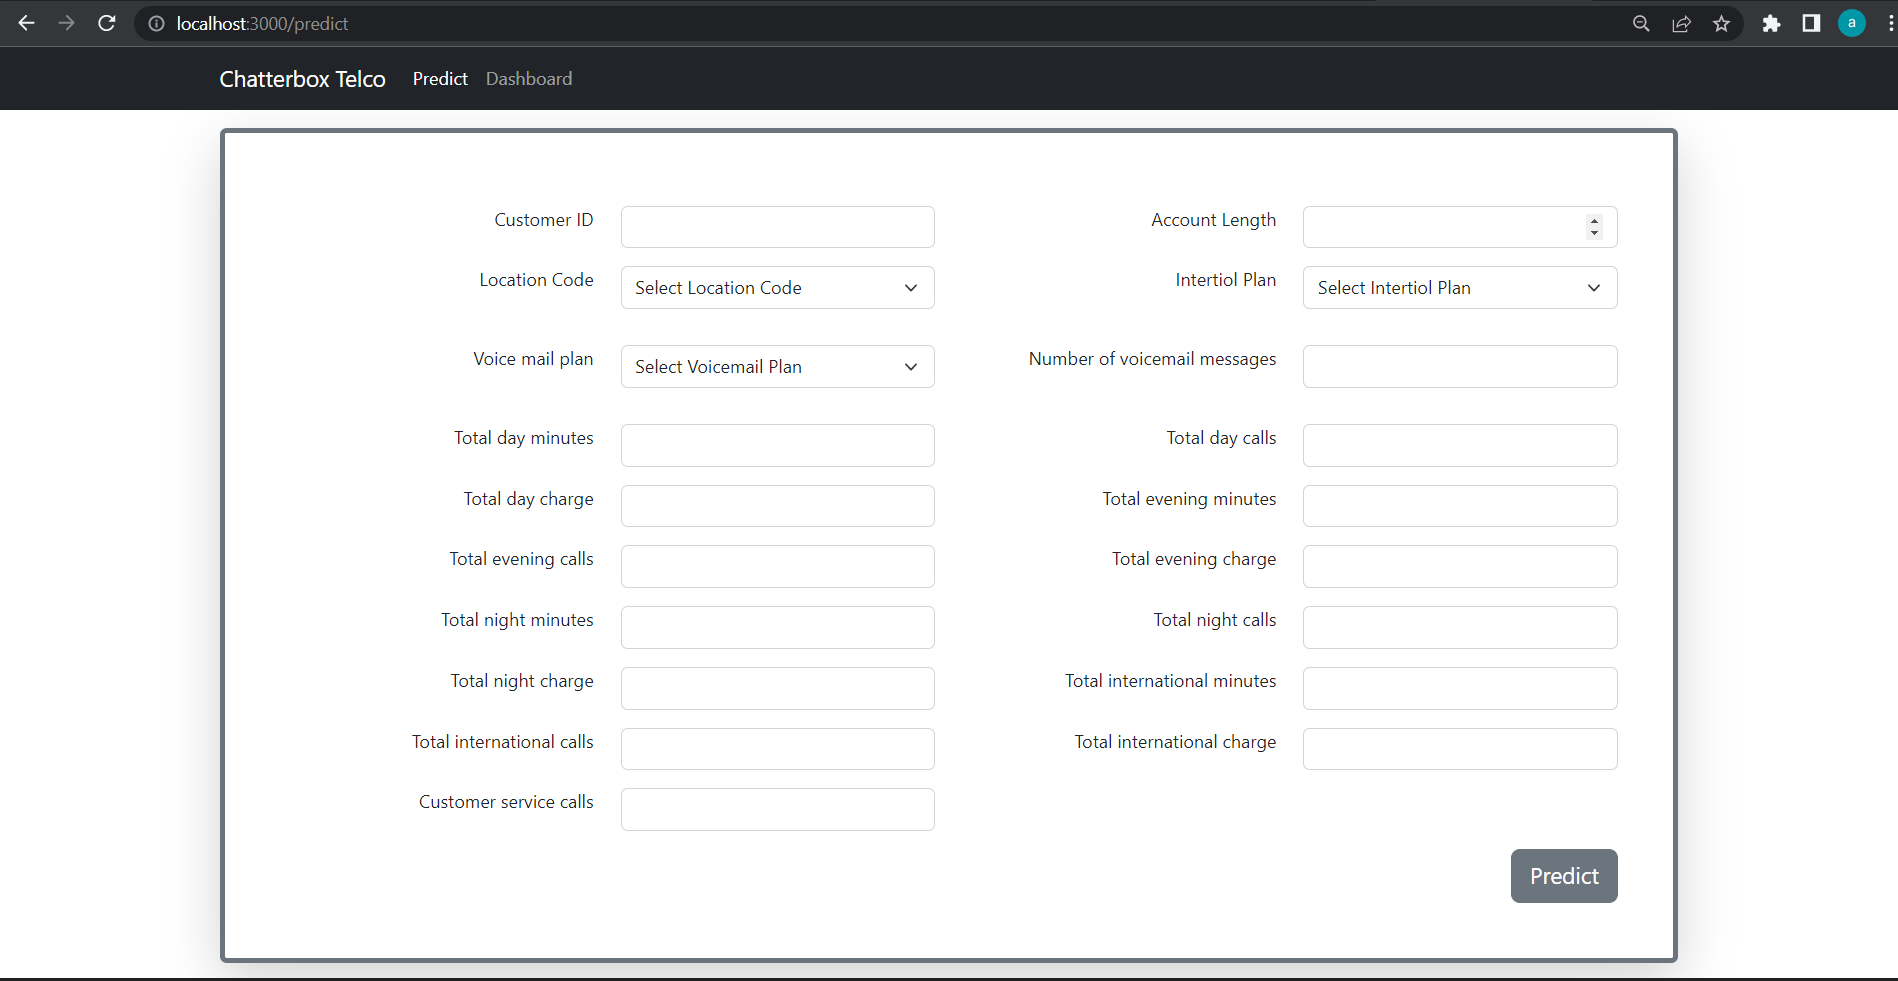 localhost:3000/predict
a
Chatterbox Telco Predict Dashboard
Customer ID Account Length
Location Code Select Location Code Intertiol Plan Select Intertiol Plan
Voice mail plan Select Voicemail Plan Number of voicemail messages
Total day minutes Total day calls
Total day charge Total evening minutes
Total evening calls Total evening charge
Total night minutes Total night calls
Total night charge Total international minutes
Total international calls Total international charge
Customer service calls
Predict